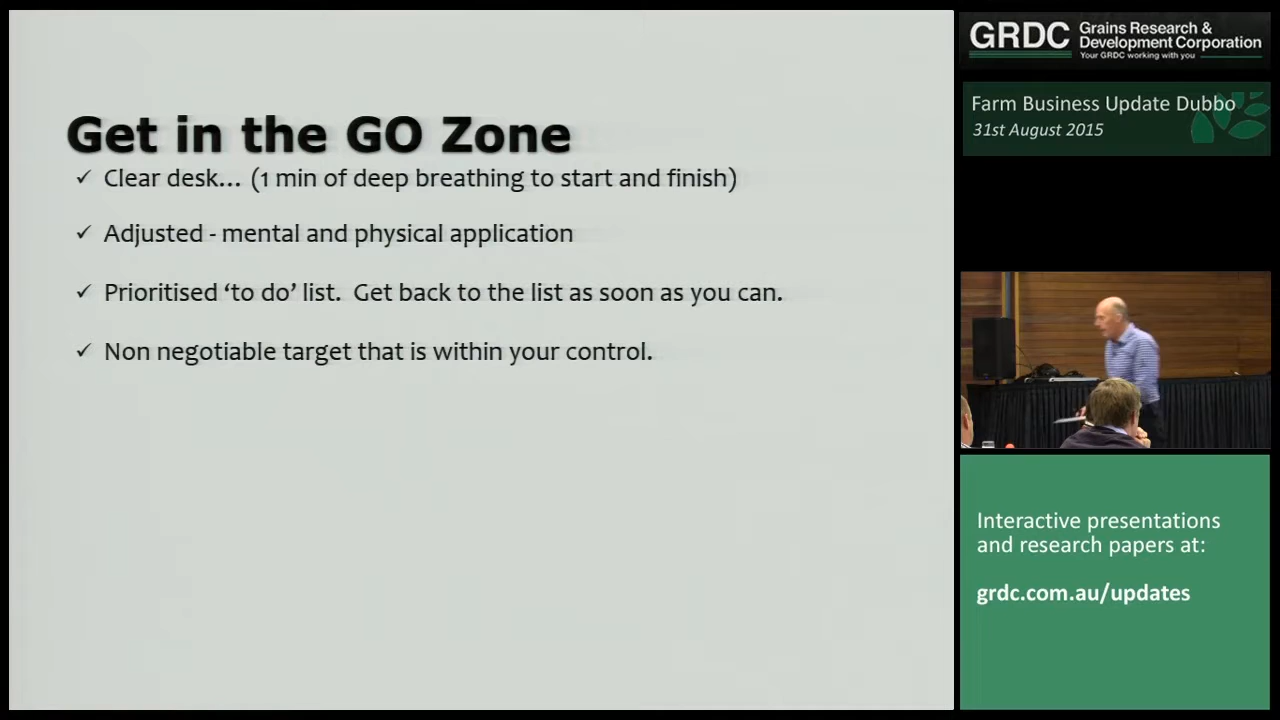 Get in the GO Zone
✓ Clear desk... (1 min of deep breathing to start and finish)
✓ Adjusted - mental and physical application
✓ Prioritised ‘to do’ list.  Get back to the list as soon as you can.
✓ Non negotiable target that is within your control.
GRDC
Grains Research &
Development Corporation
Your GRDC working with you
Farm Business Update Dubbo
31st August 2015
Interactive presentations
and research papers at:
grdc.com.au/updates